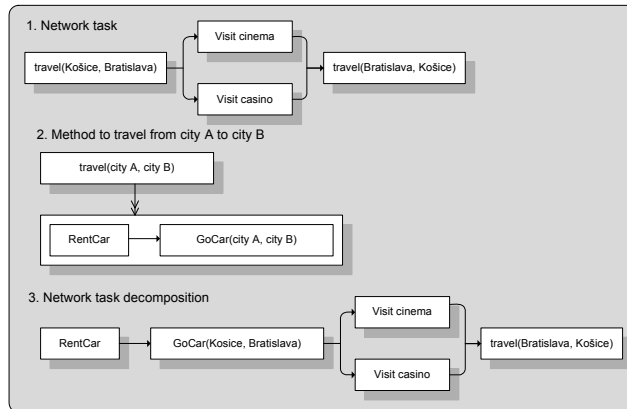 1. Network task
Visit cinema
travel(Košice, Bratislava)
travel(Bratislava, Košice)
Visit casino
2. Method to travel from city A to city B
travel(city A, city B)
RentCar
GoCar(city A, city B)
3. Network task decomposition
Visit cinema
RentCar
GoCar(Kosice, Bratislava)
travel(Bratislava, Košice)
Visit casino